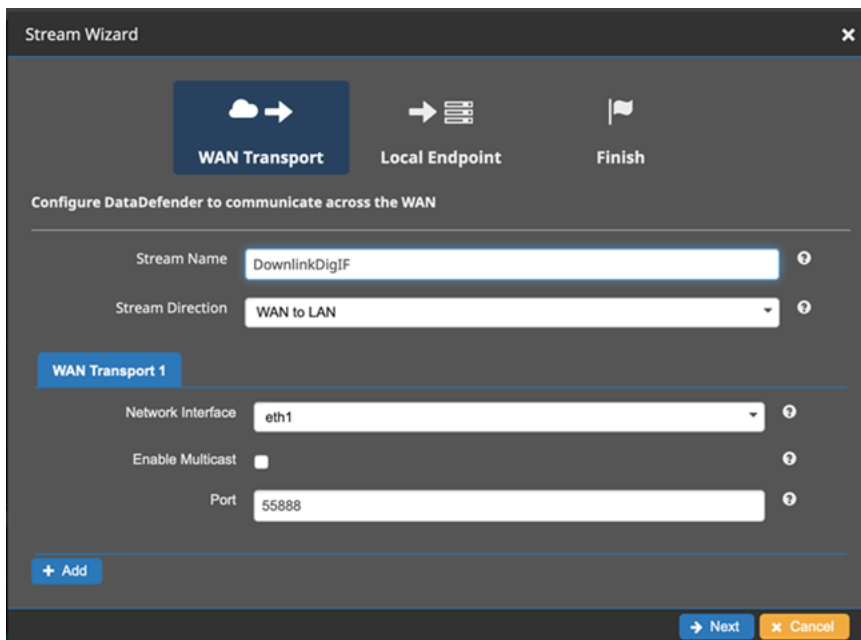 Stream Wizard
WAN Transport
Local Endpoint
Finish
Configure DataDefender to communicate across the WAN
Stream Name
DownlinkDigIF
Stream Direction
WAN to LAN
WAN Transport 1
Network Interface
eth1
Enable Multicast
Port
55888
+ Add
Next
Cancel